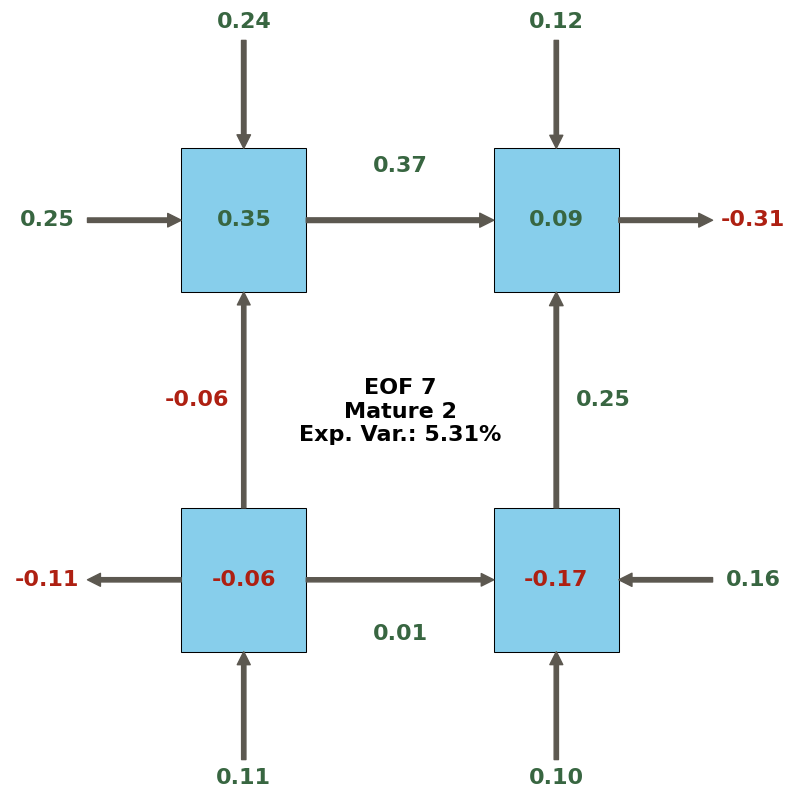 0.24 0.12
0.37
0.25 0.35 0.09 -0.31
EOF 7
-0.06 Mature 2 0.25
Exp. Var.: 5.31%
-0.11 -0.06 -0.17 0.16
0.01
0.11 0.10